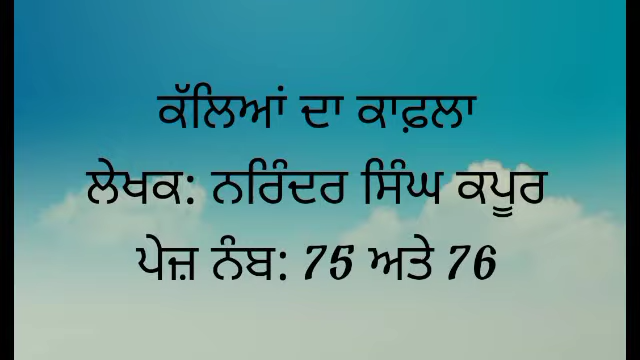 ਕੱਲਿਆਂ ਦਾ ਕਾਫ਼ਲਾ
ਲੇਖਕ: ਨਰਿੰਦਰ ਸਿੰਘ ਕਪੂਰ
ਪੇਜ਼ ਨੰਬ: 75 ਅਤੇ 76